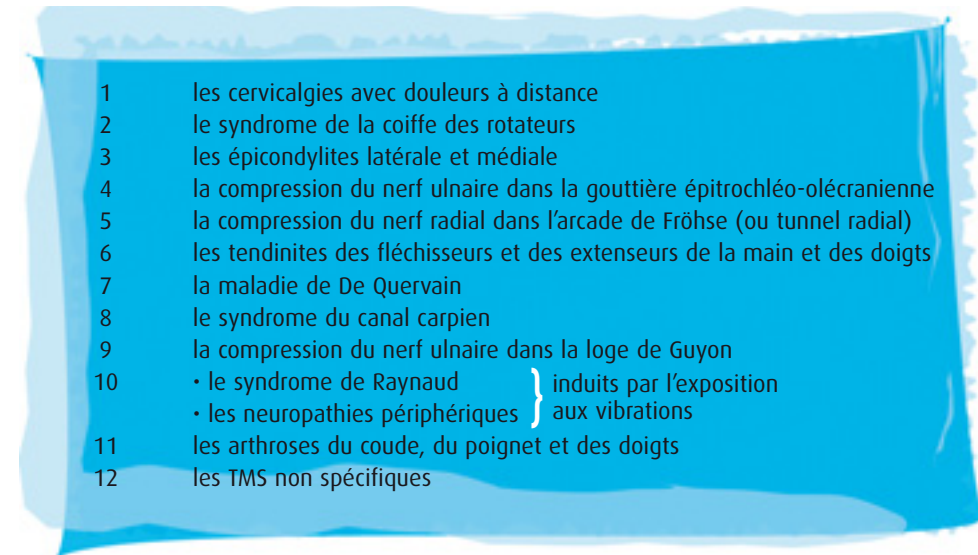 1 les cervicalgies avec douleurs à distance
2 le syndrome de la coiffe des rotateurs
3 les épicondylites latérale et médiale
4 la compression du nerf ulnaire dans la gouttière épitrochléo-olécranienne
5 la compression du nerf radial dans l'arcade de Fröhse (ou tunnel radial)
6 les tendinites des fléchisseurs et des extenseurs de la main et des doigts
7 la maladie de De Quervain
8 le syndrome du canal carpien
9 la compression du nerf ulnaire dans la loge de Guyon
10 • le syndrome de Raynaud } induits par l'exposition
• les neuropathies périphériques } aux vibrations
11 les arthroses du coude, du poignet et des doigts
12 les TMS non spécifiques